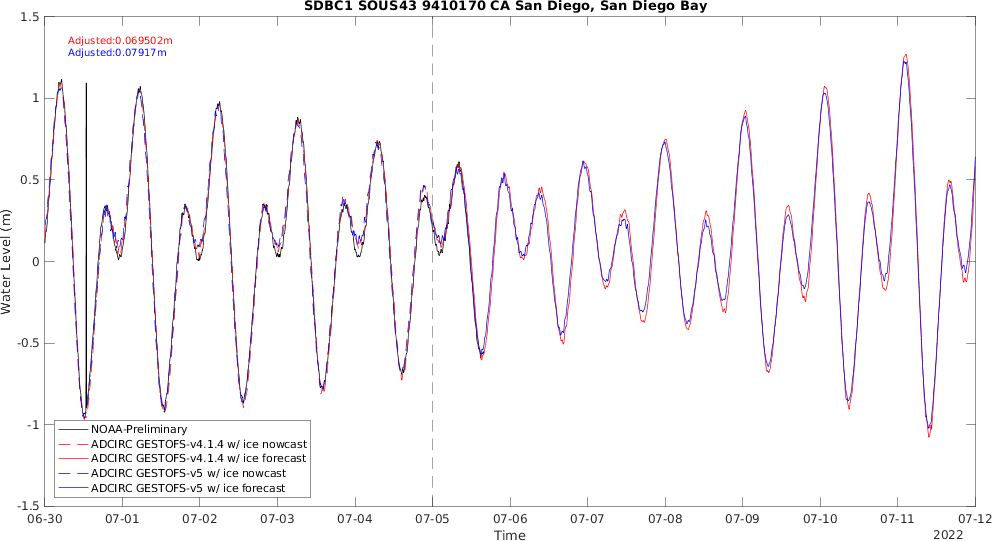 SDBC1 SOUS43 9410170 CA San Diego, San Diego Bay
Adjusted:0.069502m
Adjusted:0.07917m
1.5
1
0.5
0
-0.5
-1
-1.5
Water Level (m)
NOAA-Preliminary
ADCIRC GESTOFS-v4.1.4 w/ ice nowcast
ADCIRC GESTOFS-v4.1.4 w/ ice forecast
ADCIRC GESTOFS-v5 w/ ice nowcast
ADCIRC GESTOFS-v5 w/ ice forecast
06-30 07-01 07-02 07-03 07-04 07-05 07-06 07-07 07-08 07-09 07-10 07-11 07-12
Time
2022